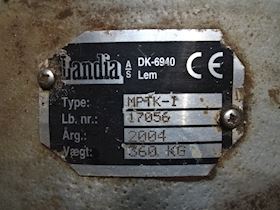 Landia A/S DK-6940 Lem CE
Type: MPTK-I
Lb. nr.: 17056
Årg.: 2004
Vægt: 360 KG